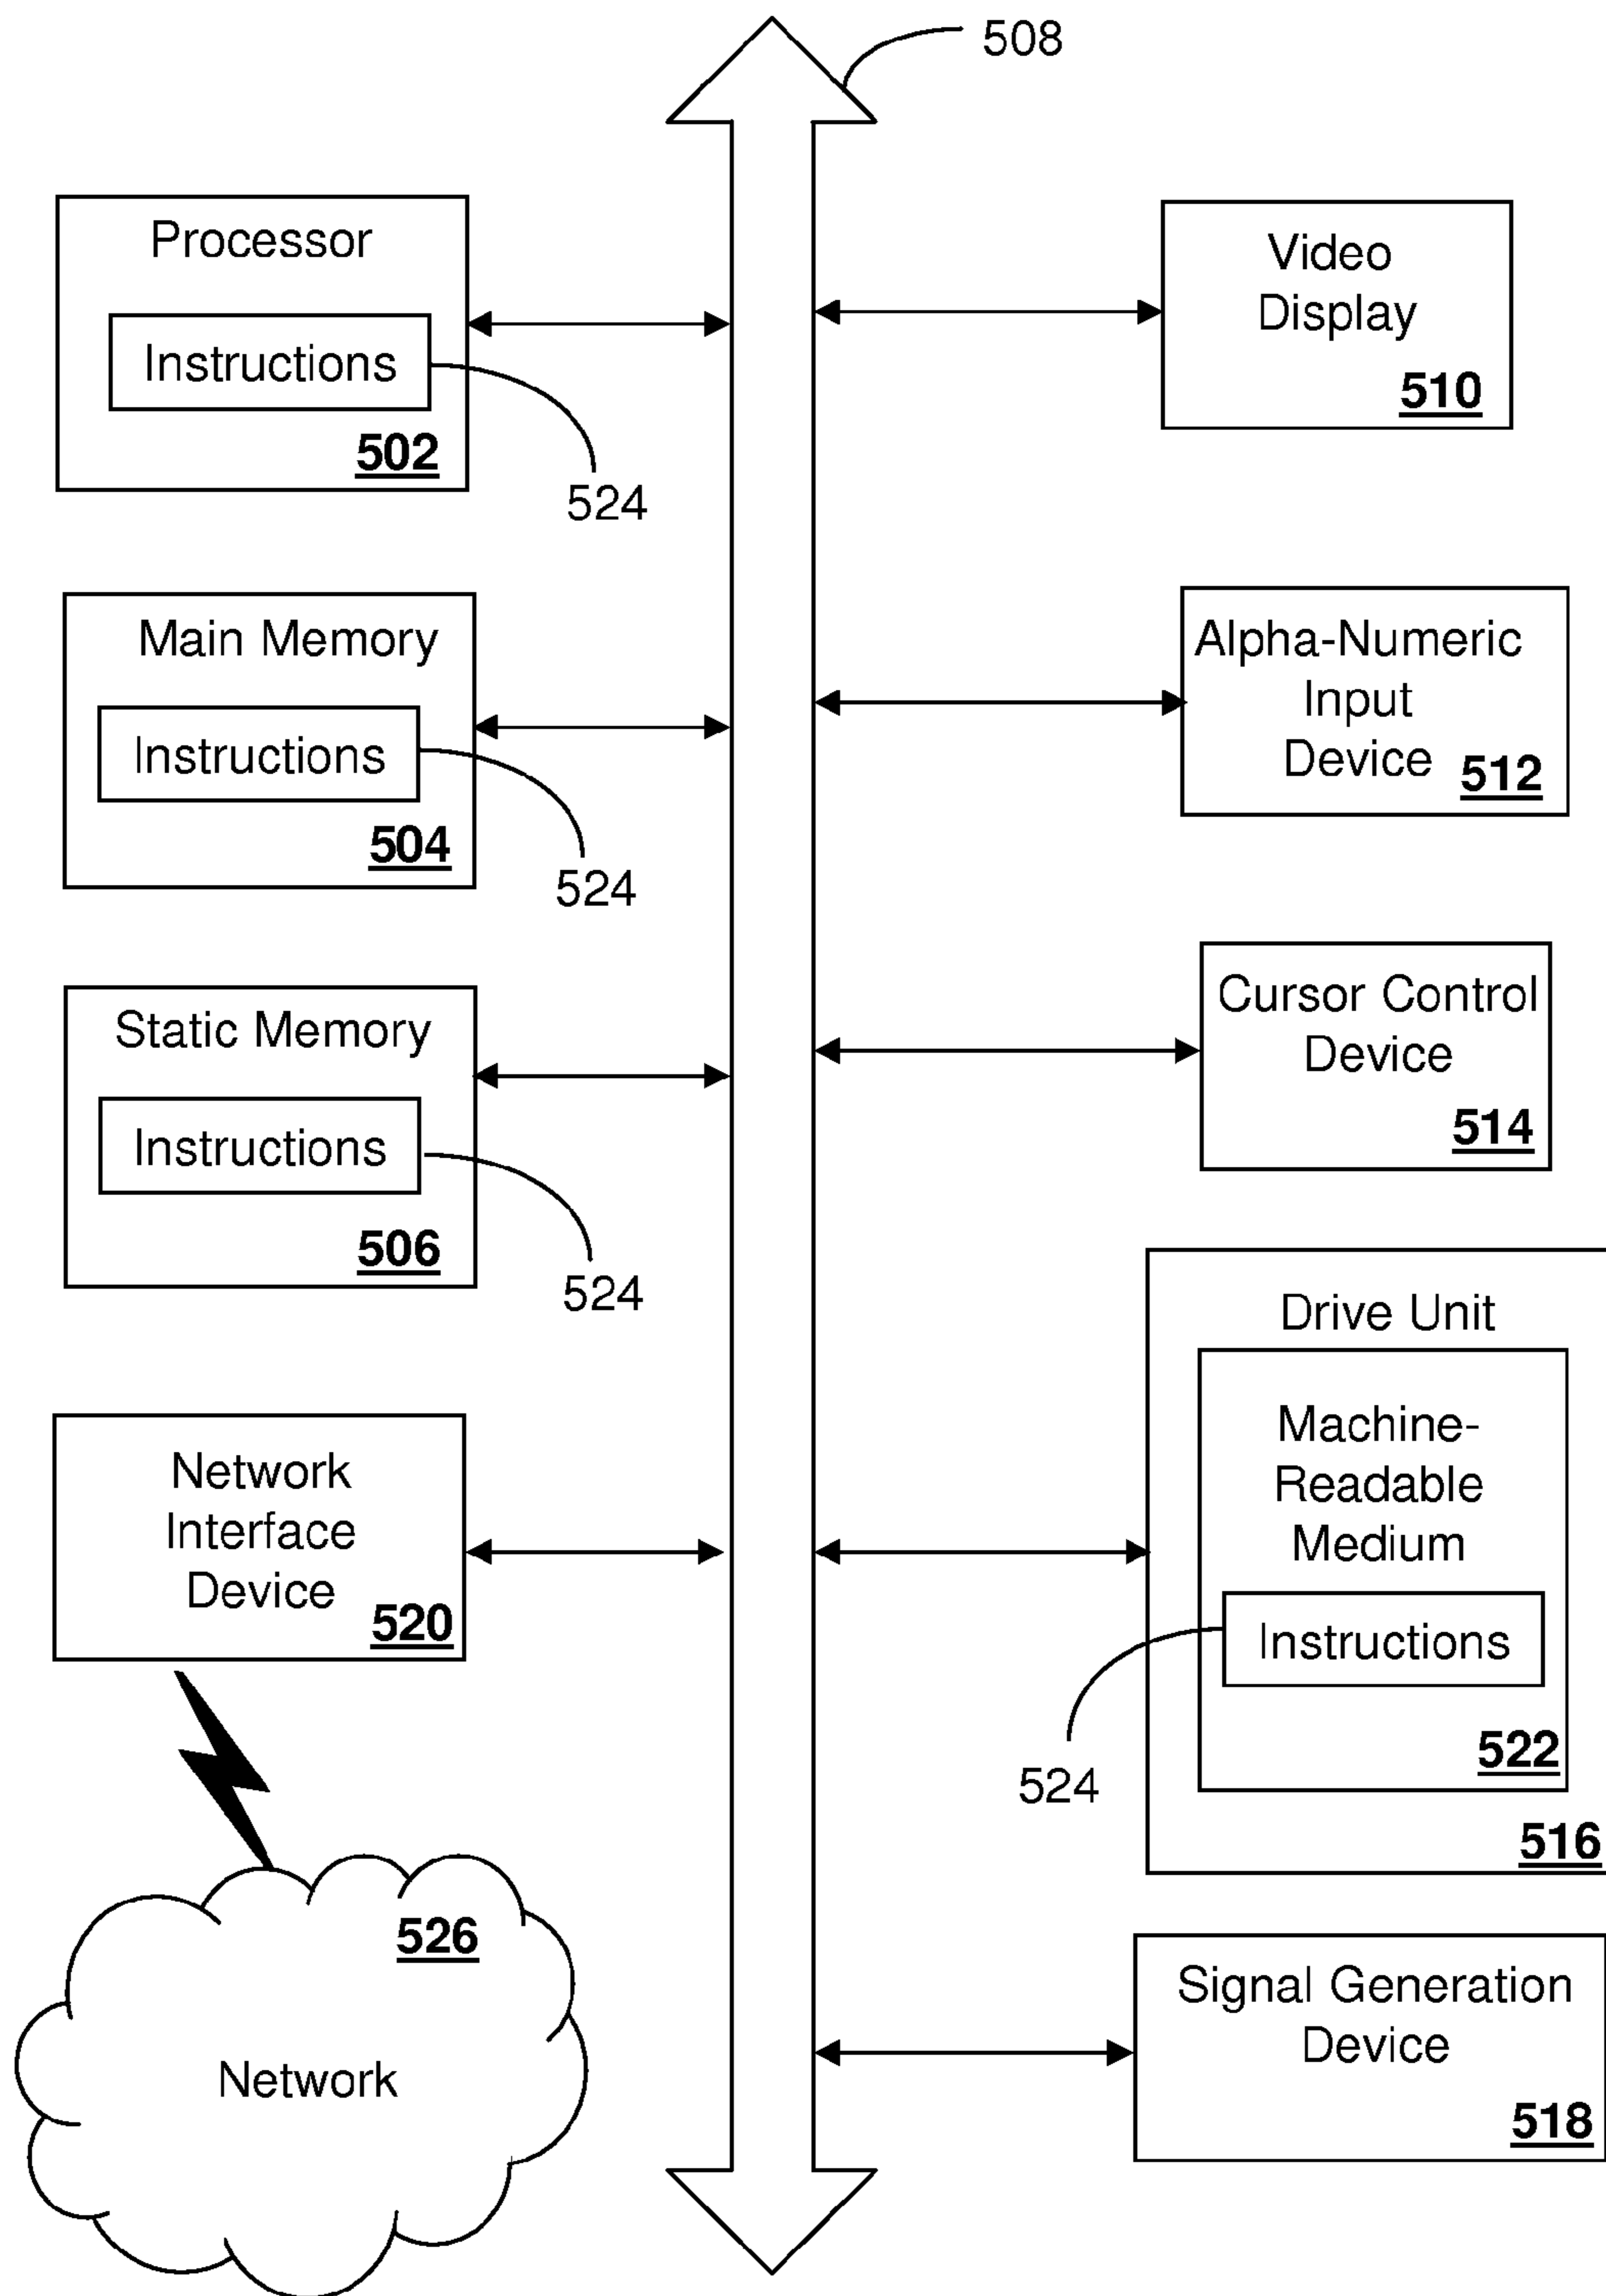 508
Processor
Instructions
502
524
Main Memory
Instructions
504
524
Static Memory
Instructions
506
524
Network
Interface
Device
520
526
Network
Video
Display
510
Alpha-Numeric
Input
Device
512
Cursor Control
Device
514
Drive Unit
Machine-
Readable
Medium
Instructions
522
524
516
Signal Generation
Device
518